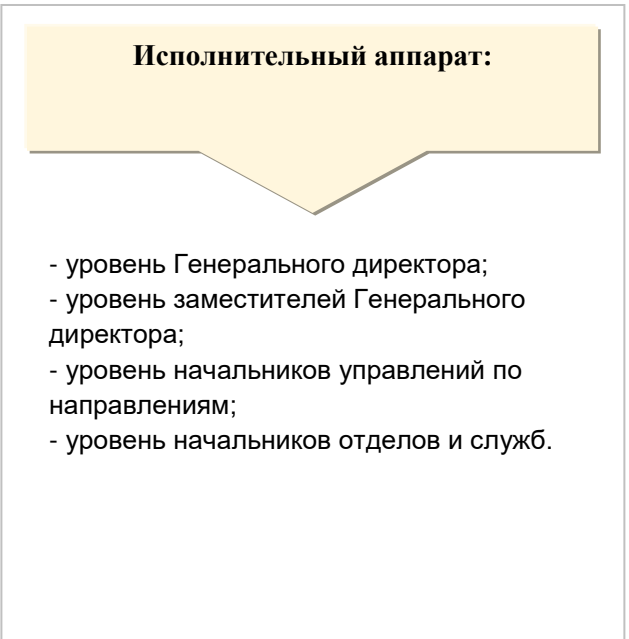 Исполнительный аппарат:
- уровень Генерального директора;
- уровень заместителей Генерального
директора;
- уровень начальников управлений по
направлениям;
- уровень начальников отделов и служб.